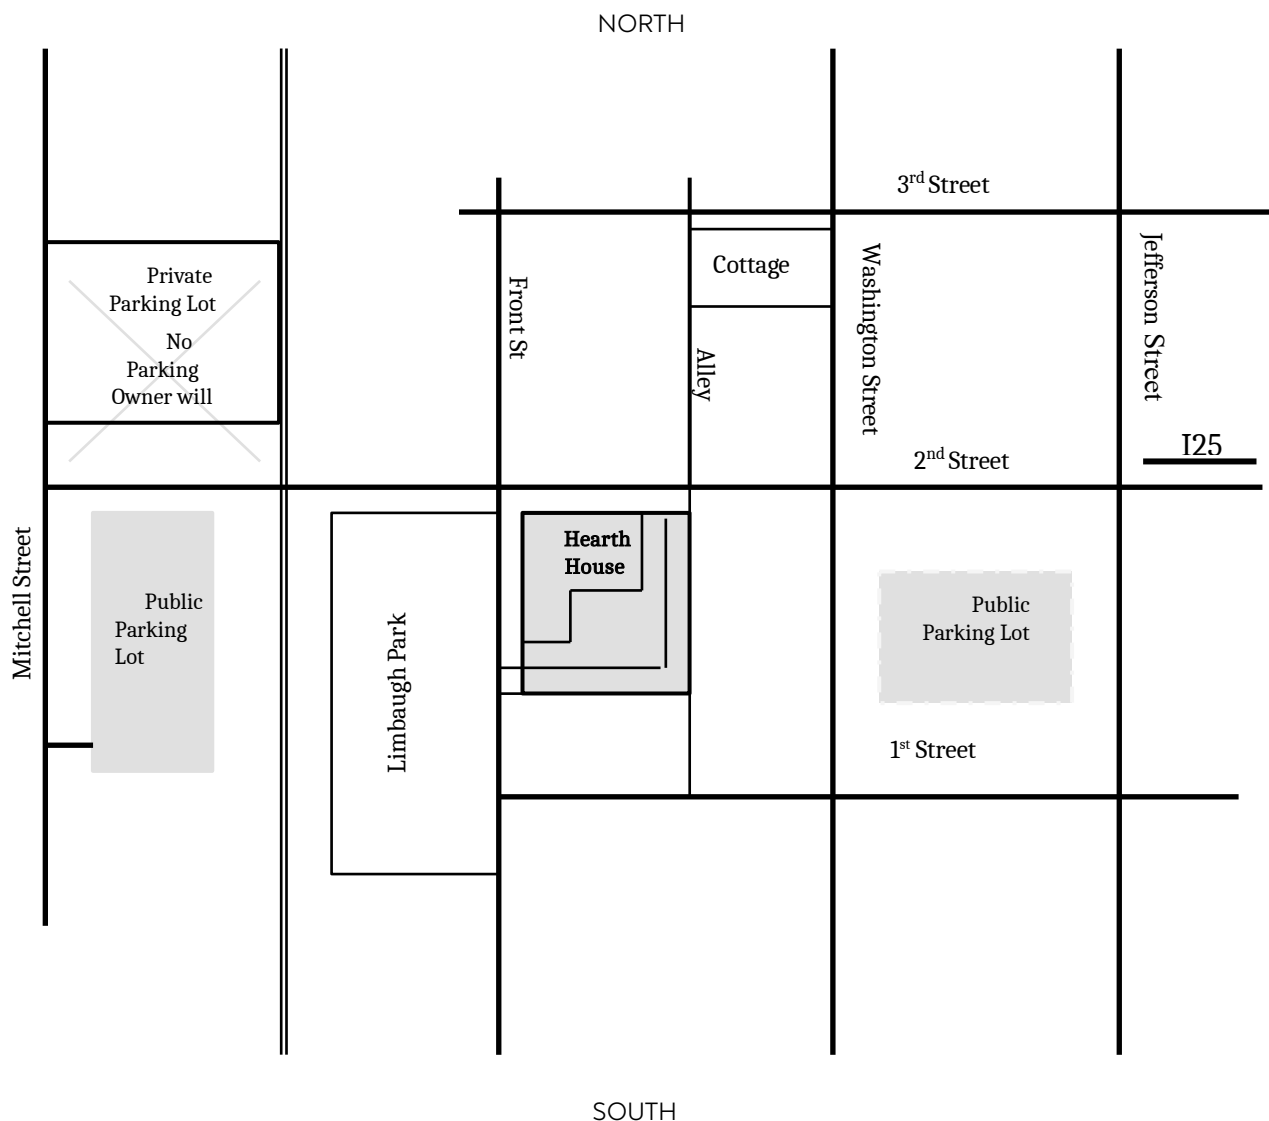 NORTH
3rd Street
Private
Parking Lot
No
Parking
Owner will
Front St
Cottage
Alley
Washington Street
Jefferson Street
I25
2nd Street
Mitchell Street
Public
Parking
Lot
Limbaugh Park
Hearth
House
Public
Parking Lot
1st Street
SOUTH